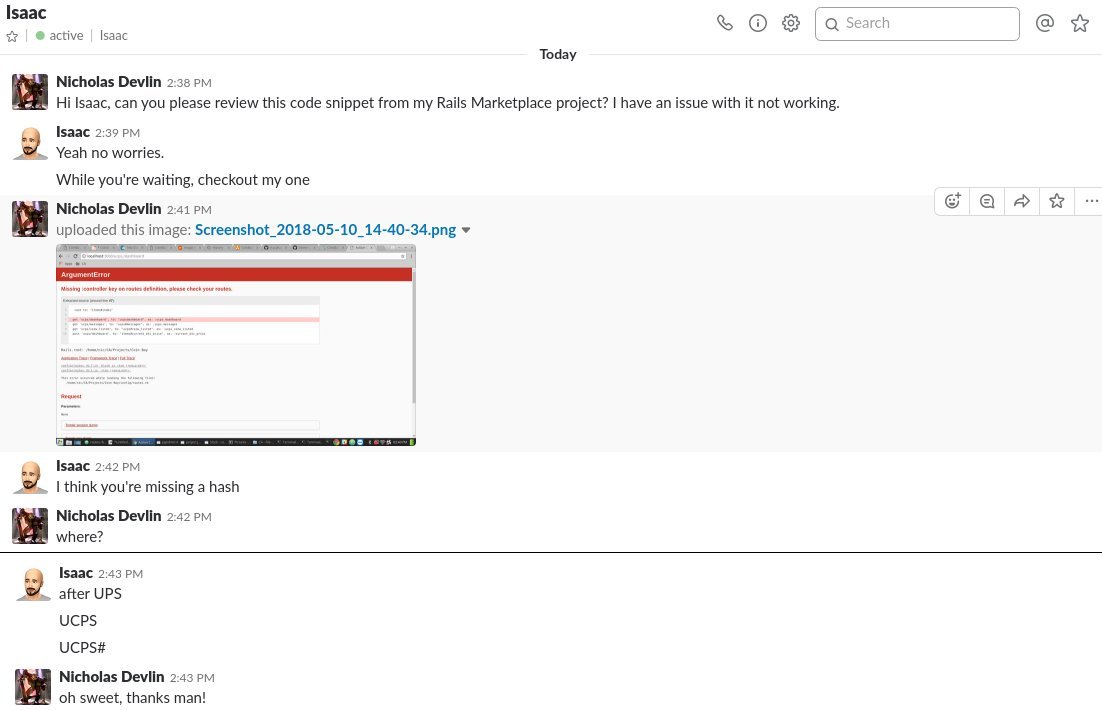 Isaac
active | Isaac
Search
Today
Nicholas Devlin 2:38 PM
Hi Isaac, can you please review this code snippet from my Rails Marketplace project? I have an issue with it not working.
Isaac 2:39 PM
Yeah no worries.
While you're waiting, checkout my one
Nicholas Devlin 2:41 PM
uploaded this image: Screenshot_2018-05-10_14-40-34.png
ArgumentError
Missing :controller key on routes definition, please check your routes.
Request
Parameters:
None
Isaac 2:42 PM
I think you're missing a hash
Nicholas Devlin 2:42 PM
where?
Isaac 2:43 PM
after UPS
UCPS
UCPS#
Nicholas Devlin 2:43 PM
oh sweet, thanks man!